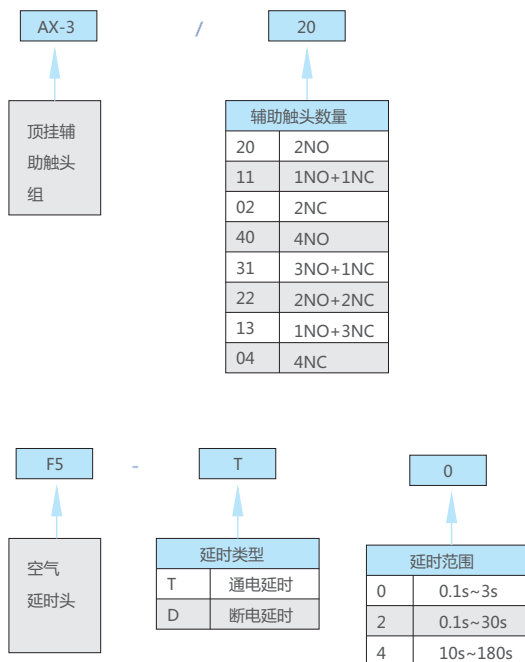 AX-3 / 20
顶挂辅
助触头
组
辅助触头数量
20 2NO
11 1NO+1NC
02 2NC
40 4NO
31 3NO+1NC
22 2NO+2NC
13 1NO+3NC
04 4NC
F5 - T 0
空气
延时头
延时类型
T 通电延时
D 断电延时
延时范围
0 0.1s~3s
2 0.1s~30s
4 10s~180s